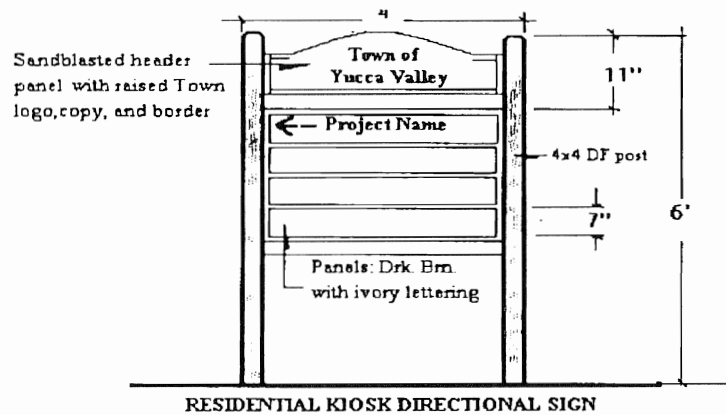 4
Sandblasted header
panel with raised Town
logo,copy, and border
Town of
Yucca Valley
11"
Project Name
4x4 DF post
6'
7"
Panels: Drk. Brn.
with ivory lettering
RESIDENTIAL KIOSK DIRECTIONAL SIGN